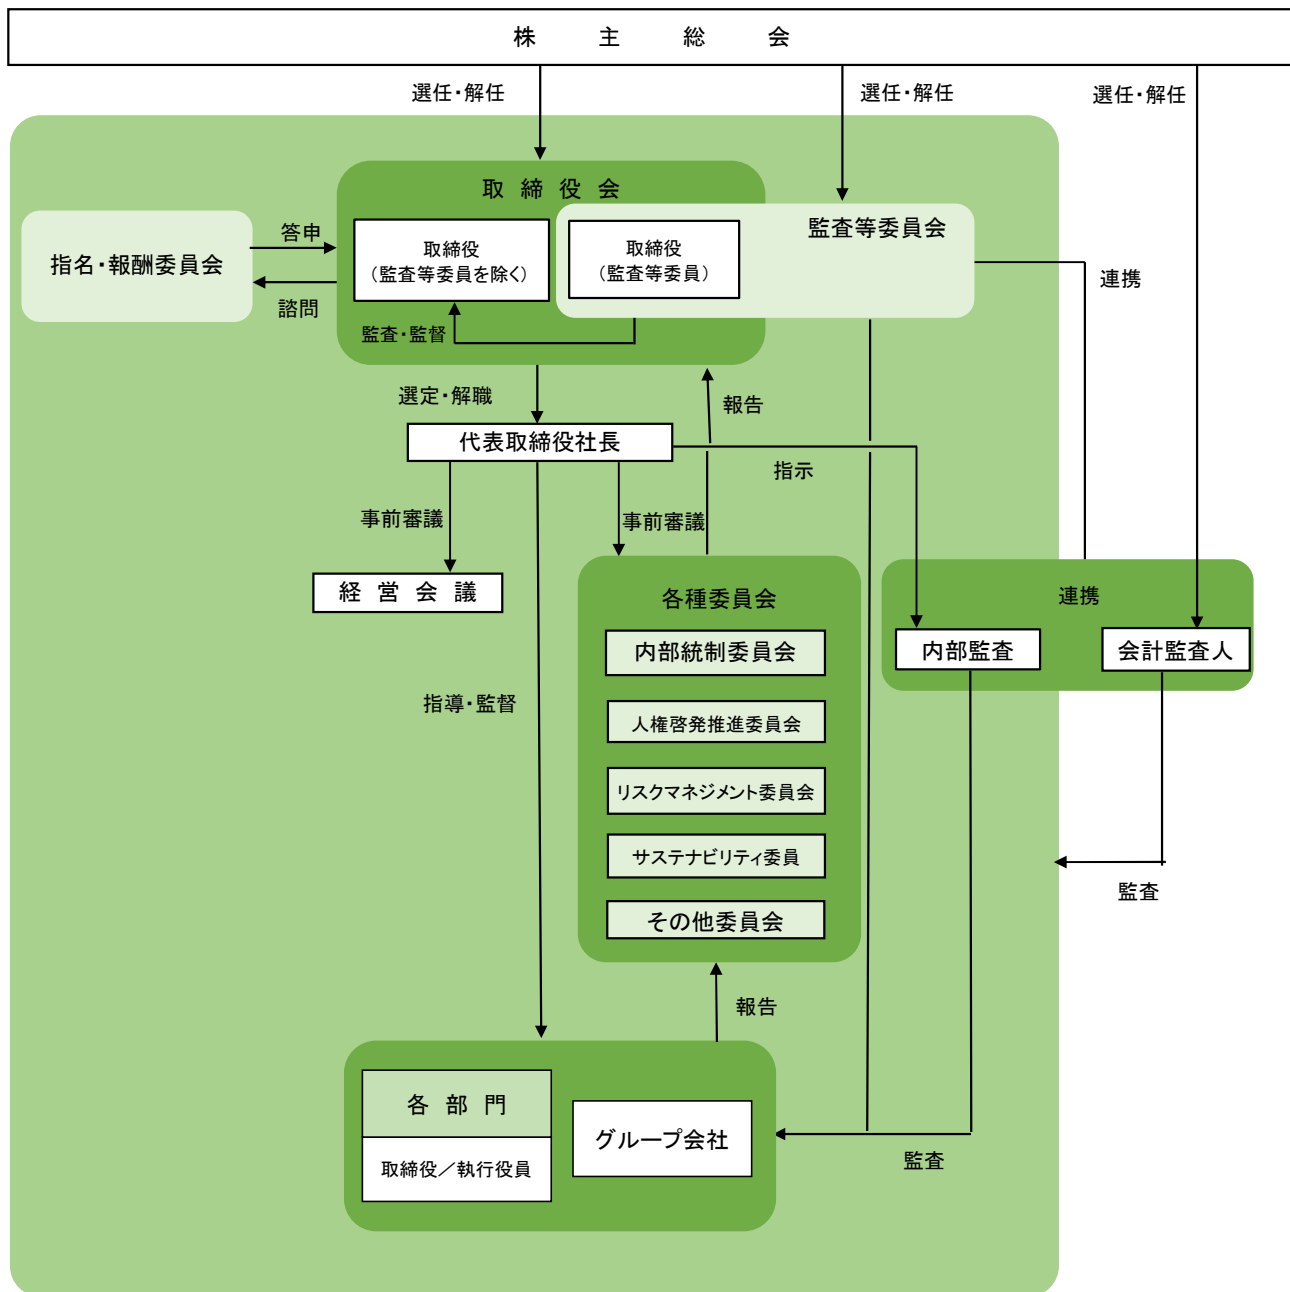 株主総会
選任・解任
選任・解任
選任・解任
取締役会
監査等委員会
指名・報酬委員会
答申
諮問
取締役
（監査等委員を除く）
取締役
（監査等委員）
連携
監査・監督
選定・解職
報告
代表取締役社長
指示
事前審議
事前審議
経営会議
各種委員会
連携
内部統制委員会
内部監査
会計監査人
指導・監督
人権啓発推進委員会
リスクマネジメント委員会
サステナビリティ委員
監査
その他委員会
報告
各部門
取締役／執行役員
グループ会社
監査